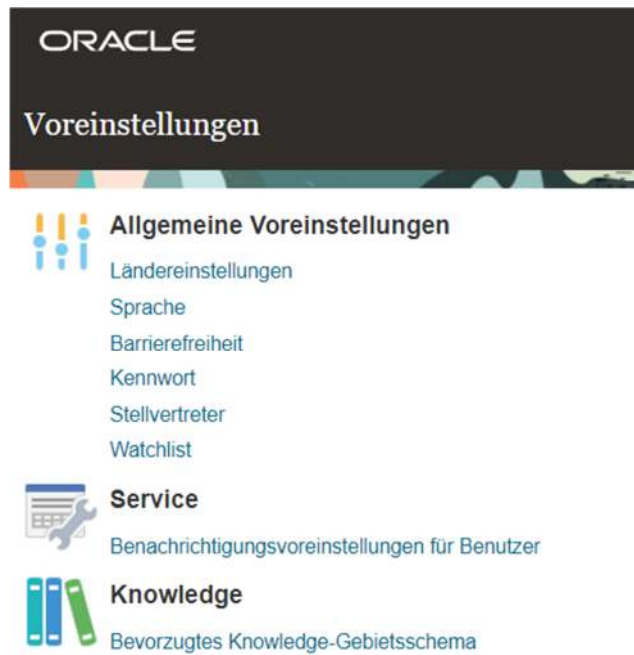 ORACLE
Voreinstellungen
Allgemeine Voreinstellungen
Ländereinstellungen
Sprache
Barrierefreiheit
Kennwort
Stellvertreter
Watchlist
Service
Benachrichtigungsvoreinstellungen für Benutzer
Knowledge
Bevorzugtes Knowledge-Gebietsschema